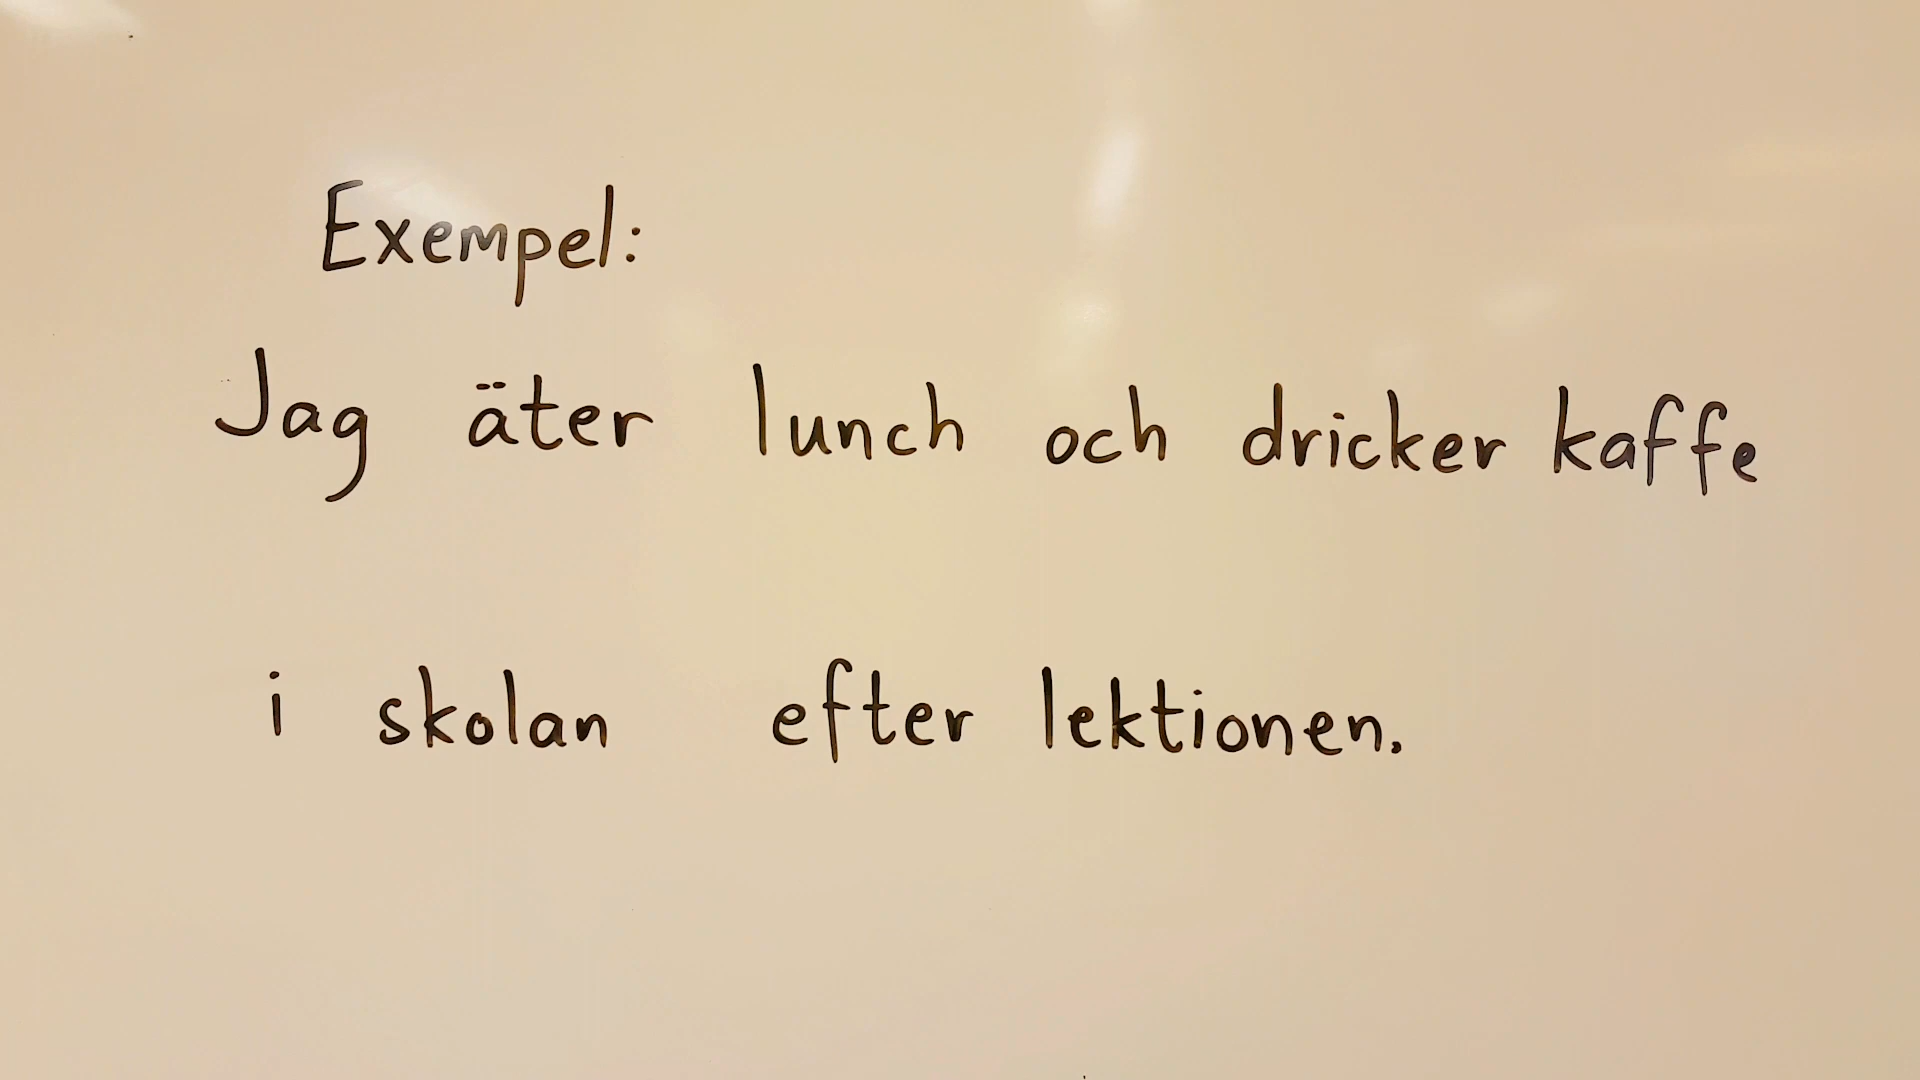 Exempel:
Jag äter lunch och dricker kaffe
i skolan efter lektionen.